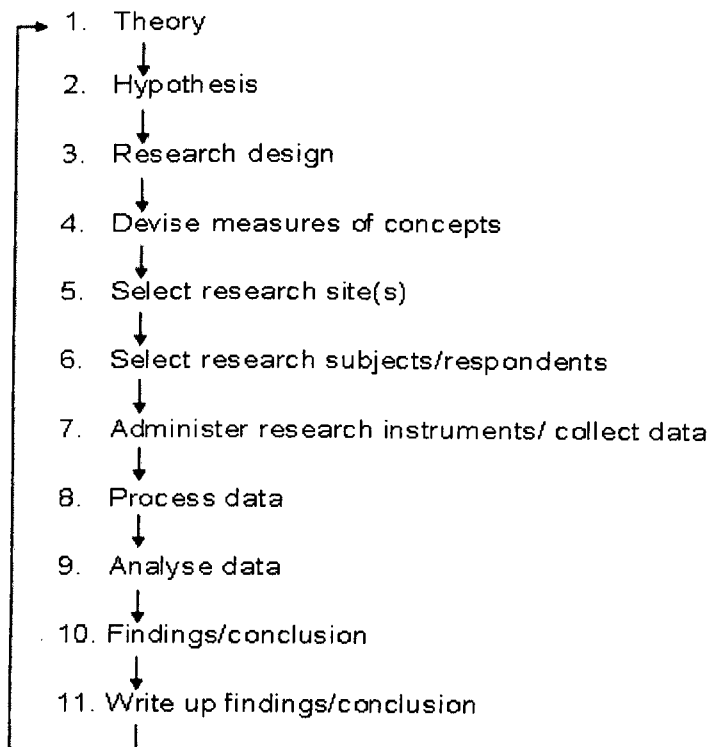 1. Theory
2. Hypothesis
3. Research design
4. Devise measures of concepts
5. Select research site(s)
6. Select research subjects/respondents
7. Administer research instruments/ collect data
8. Process data
9. Analyse data
10. Findings/conclusion
11. Write up findings/conclusion